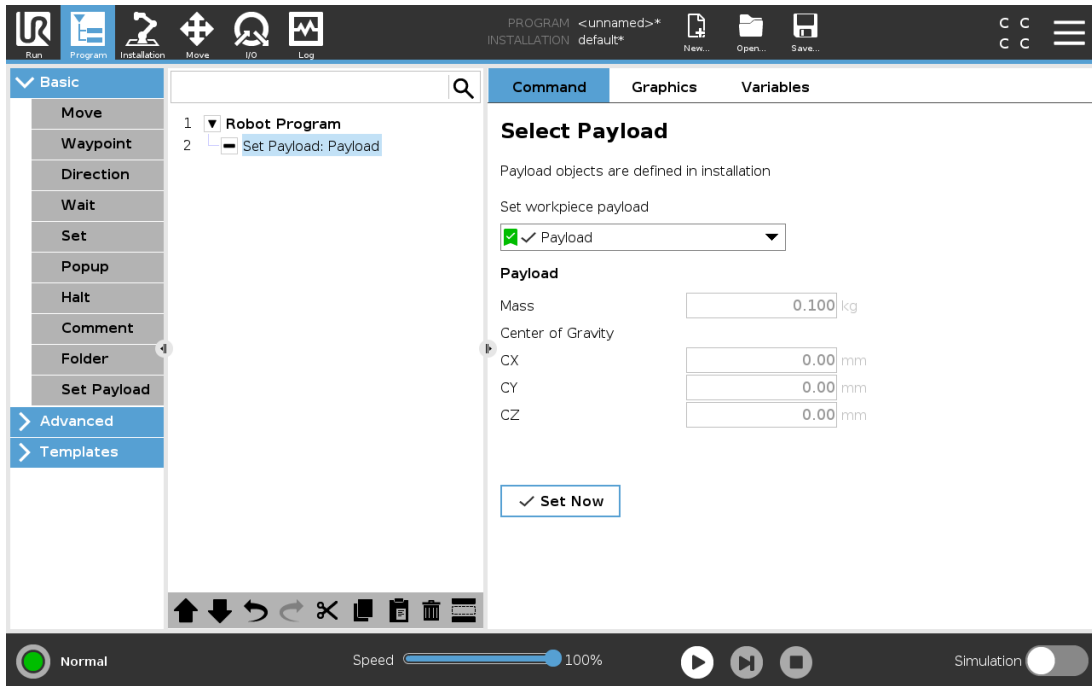 PROGRAM <unnamed>*
INSTALLATION default*
UR
Run
Program
Installation
Move
I/O
Log
New...
Open...
Save...
C C
C C
Basic
Move
Waypoint
Direction
Wait
Set
Popup
Halt
Comment
Folder
Set Payload
Advanced
Templates
1 Robot Program
2 Set Payload: Payload
Command Graphics Variables
Select Payload
Payload objects are defined in installation
Set workpiece payload
Payload
Payload
Mass 0.100 kg
Center of Gravity
CX 0.00 mm
CY 0.00 mm
CZ 0.00 mm
Set Now
Normal
Speed 100%
Simulation